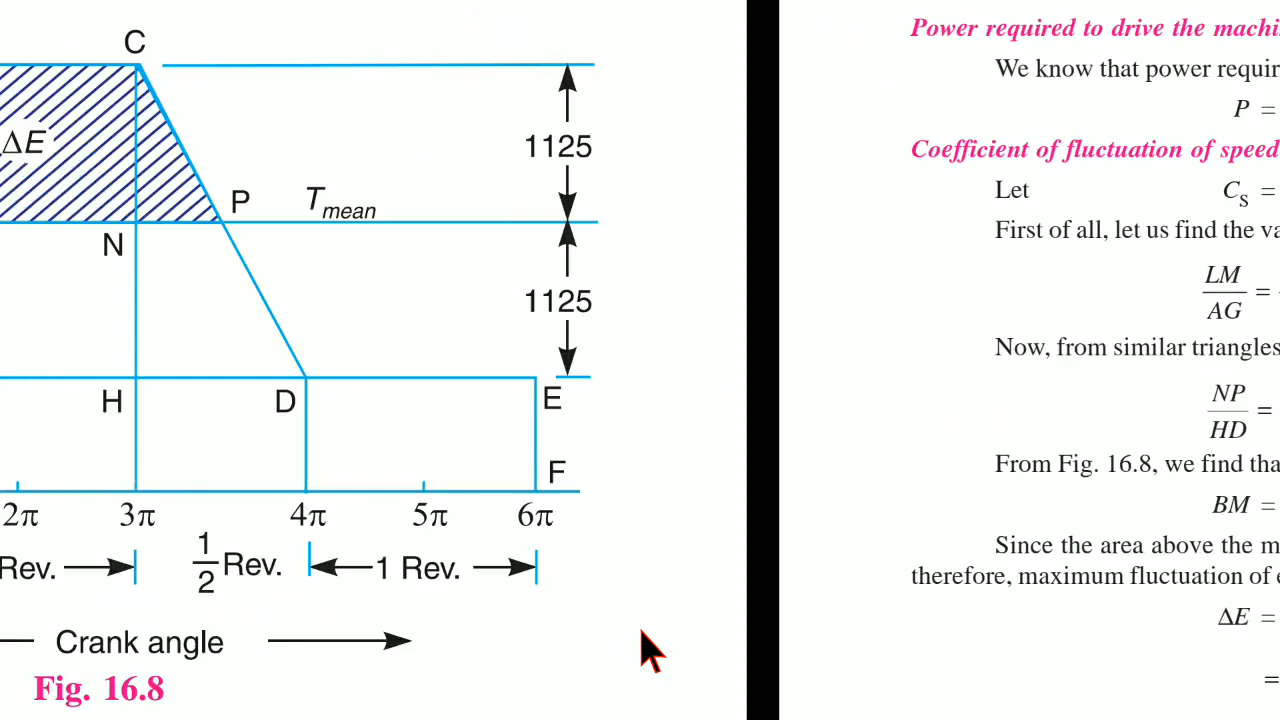 C
ΔE
1125
P
T mean
N
1125
H
D
E
F
2π 3π 4π 5π 6π
Rev. 1/2 Rev. 1 Rev.
Crank angle
Fig. 16.8
Power required to drive the machi
We know that power requir
P =
Coefficient of fluctuation of speed
Let C_S =
First of all, let us find the va
LM/AG =
Now, from similar triangles
NP/HD =
From Fig. 16.8, we find tha
BM =
Since the area above the m
therefore, maximum fluctuation of e
ΔE =
=